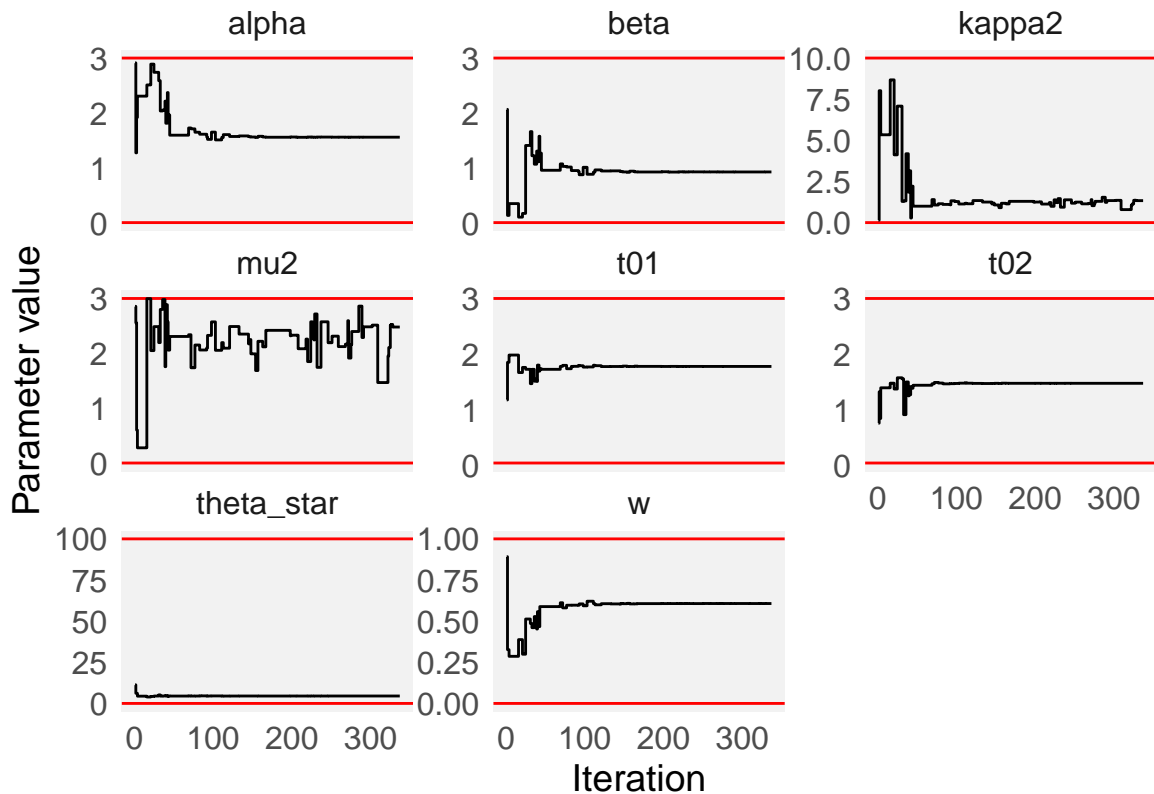 alpha beta kappa2
3 3 10.0
2 2 7.5
5.0
1 1 2.5
0 0 0.0
mu2 t01 t02
3 3 3
2 2 2
1 1 1
0 0 0
0 100 200 300
theta_star w
100 1.00
75 0.75
50 0.50
25 0.25
0 0.00
0 100 200 300 0 100 200 300
Iteration
Parameter value